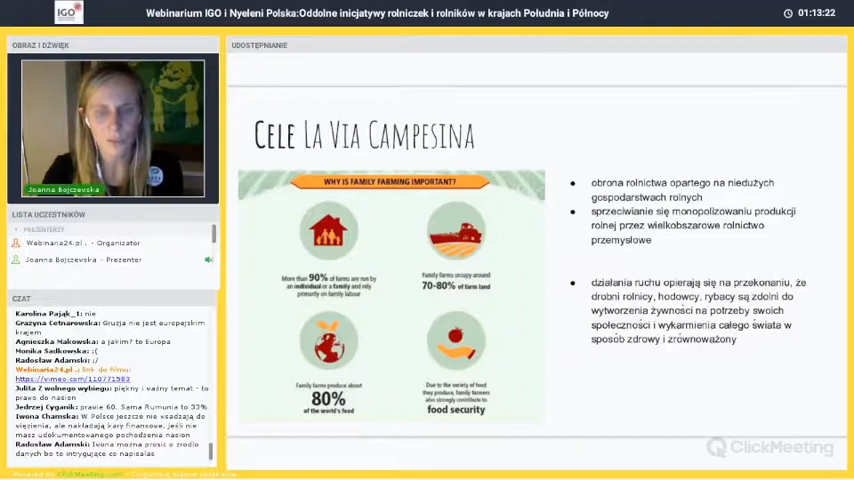 IGO
Webinarium IGO i Nyeleni Polska:Oddolne inicjatywy rolniczek i rolników w krajach Południa i Północy
01:13:22
OBRAZ I DŹWIĘK
Joanna Bojczewska
LISTA UCZESTNIKÓW
PREZENTERZY
Webinaria24.pl . - Organizator
Joanna Bojczewska - Prezenter
CZAT
Karolina Pająk_1: nie
Grażyna Cetnarowska: Gruzja nie jest europejskim
krajem
Agnieszka Makowska: a jakim? to Europa
Monika Sadkowska: ;(
Radosław Adamski: :/
Webinaria24.pl .: link do filmu:
https://vimeo.com/110771583
Julita Z wolnego wybiegu: piękny i ważny temat - to
prawo do nasion
Jedrzej Cyganik: prawie 60. Sama Rumunia to 33%
Iwona Chamska: W Polsce jeszcze nie wsadzają do
więzienia, ale nakładają kary finansowe, jeśli nie
masz udokumentowanego pochodzenia nasion
Radosław Adamski: Iwona można prosic o zrodlo
danych bo to intrygujące co napisalas
Powered by ClickMeeting.com
UDOSTĘPNIANIE
CELE LA VIA CAMPESINA
WHY IS FAMILY FARMING IMPORTANT?
More than 90% of farms are run by
an individual or a family and rely
primarily on family labour
Family farms occupy around
70-80% of farm land
Family farms produce about
80%
of the world's food
Due to the variety of food
they produce, family farmers
also strongly contribute to
food security
obrona rolnictwa opartego na niedużych
gospodarstwach rolnych
sprzeciwianie się monopolizowaniu produkcji
rolnej przez wielkobszarowe rolnictwo
przemysłowe
działania ruchu opierają się na przekonaniu, że
drobni rolnicy, hodowcy, rybacy są zdolni do
wytworzenia żywności na potrzeby swoich
społeczności i wykarmienia całego świata w
sposób zdrowy i zrównoważony
ClickMeeting